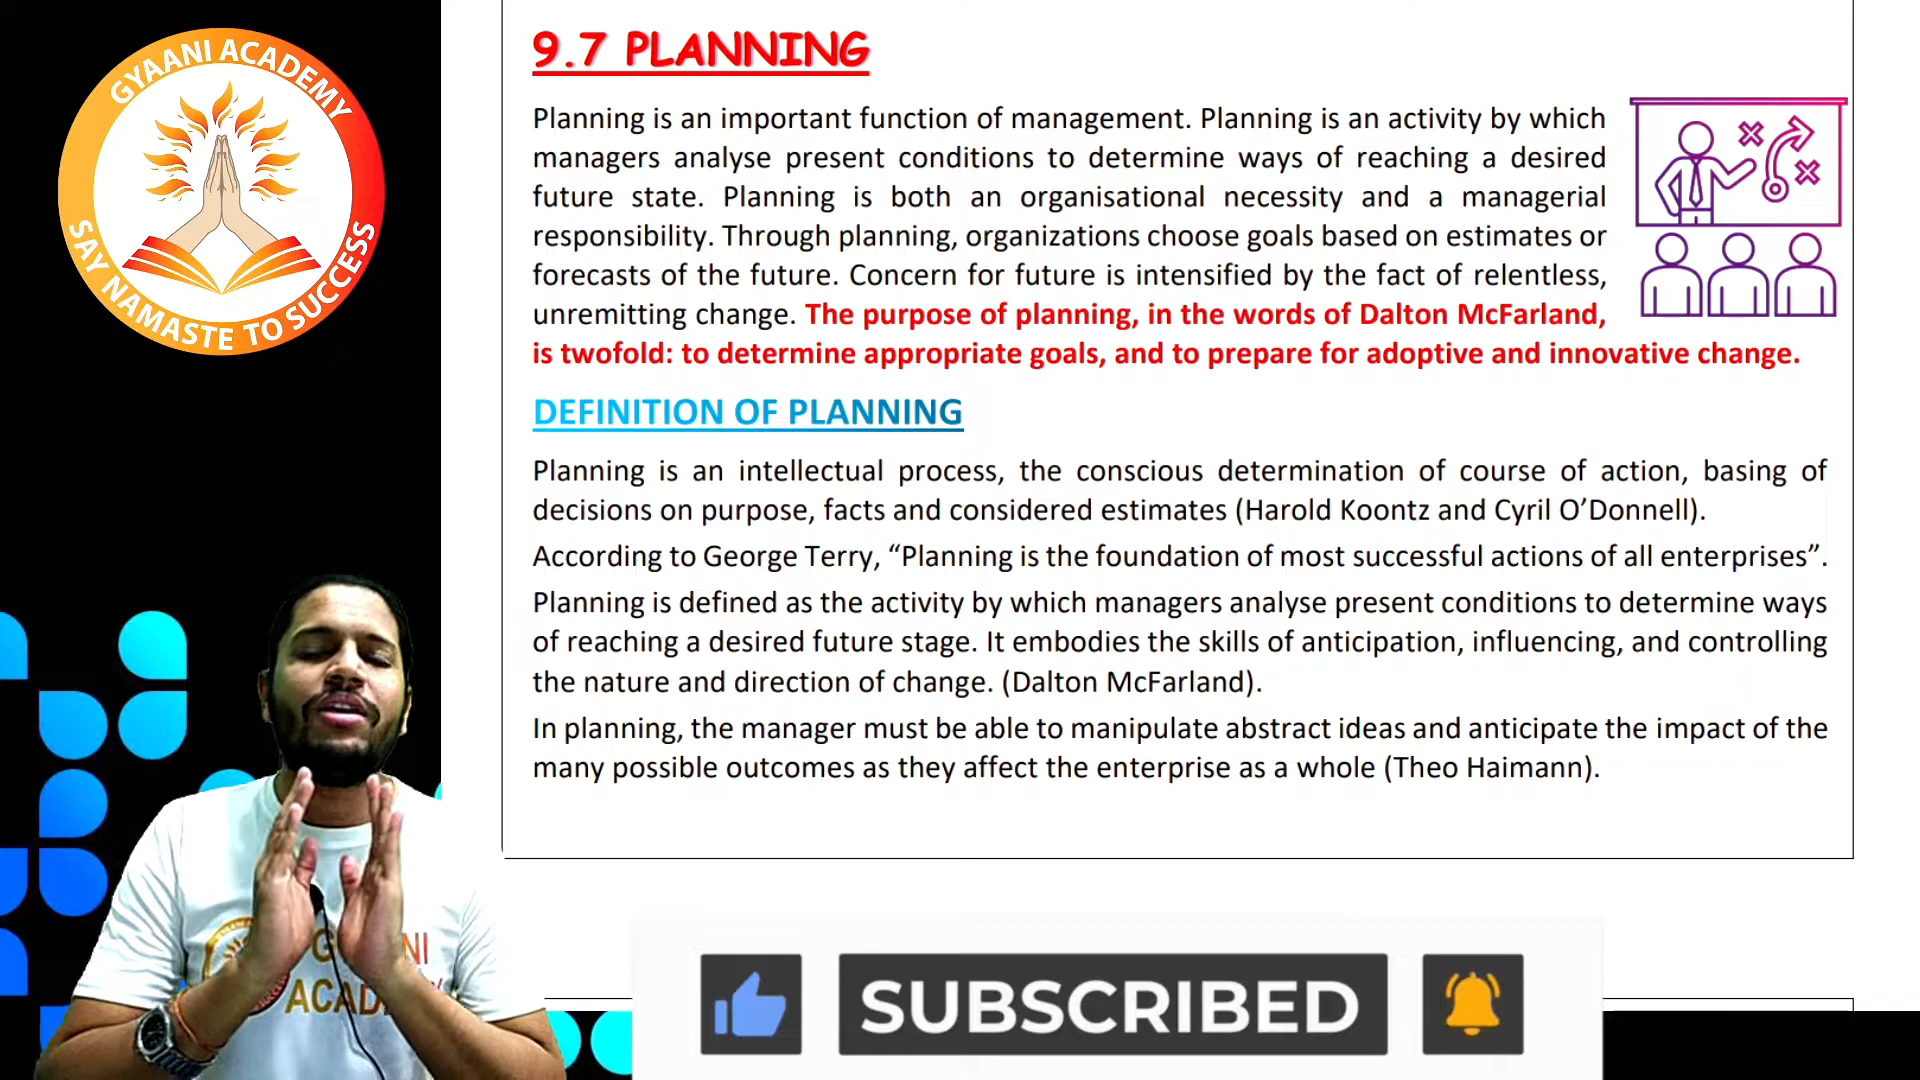 GYAANI ACADEMY
SAY NAMASTE TO SUCCESS
9.7 PLANNING
Planning is an important function of management. Planning is an activity by which
managers analyse present conditions to determine ways of reaching a desired
future state. Planning is both an organisational necessity and a managerial
responsibility. Through planning, organizations choose goals based on estimates or
forecasts of the future. Concern for future is intensified by the fact of relentless,
unremitting change. The purpose of planning, in the words of Dalton McFarland,
is twofold: to determine appropriate goals, and to prepare for adoptive and innovative change.
DEFINITION OF PLANNING
Planning is an intellectual process, the conscious determination of course of action, basing of
decisions on purpose, facts and considered estimates (Harold Koontz and Cyril O’Donnell).
According to George Terry, “Planning is the foundation of most successful actions of all enterprises”.
Planning is defined as the activity by which managers analyse present conditions to determine ways
of reaching a desired future stage. It embodies the skills of anticipation, influencing, and controlling
the nature and direction of change. (Dalton McFarland).
In planning, the manager must be able to manipulate abstract ideas and anticipate the impact of the
many possible outcomes as they affect the enterprise as a whole (Theo Haimann).
SUBSCRIBED